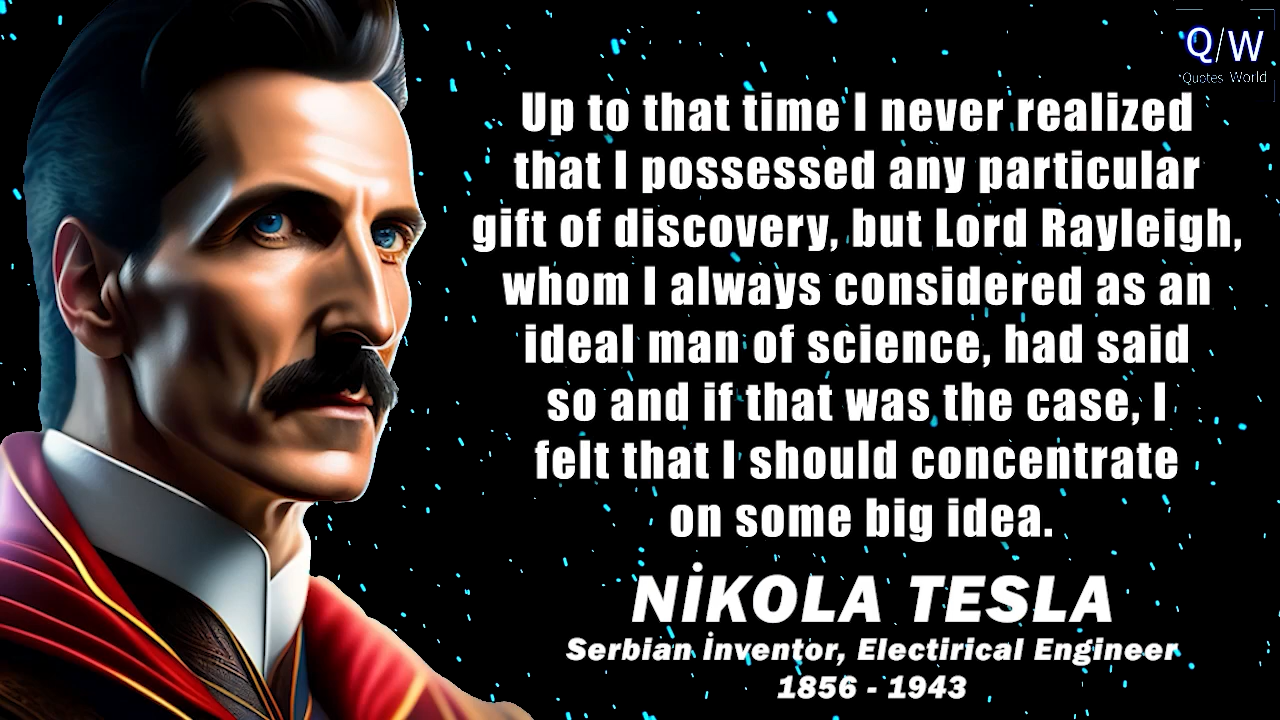 Q/W
Quotes World
Up to that time I never realized
that I possessed any particular
gift of discovery, but Lord Rayleigh,
whom I always considered as an
ideal man of science, had said
so and if that was the case, I
felt that I should concentrate
on some big idea.
NİKOLA TESLA
Serbian İnventor, Electirical Engineer
1856 - 1943